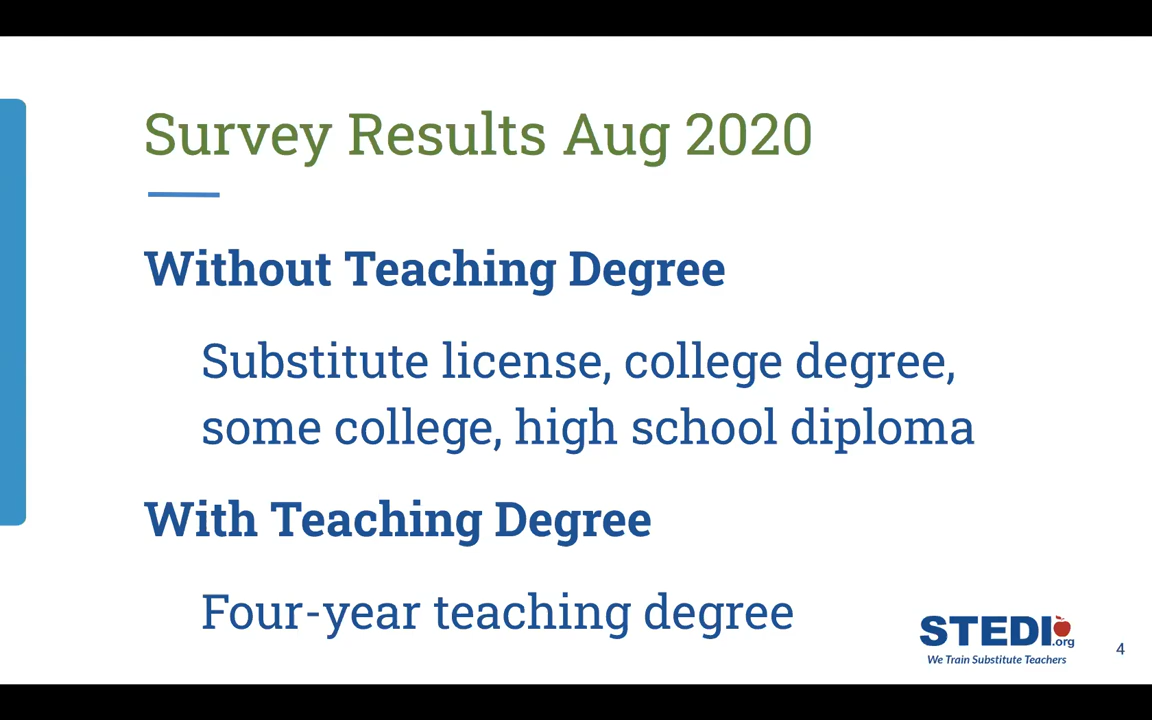 Survey Results Aug 2020
Without Teaching Degree
Substitute license, college degree,
some college, high school diploma
With Teaching Degree
Four-year teaching degree
STEDI.org
We Train Substitute Teachers
4